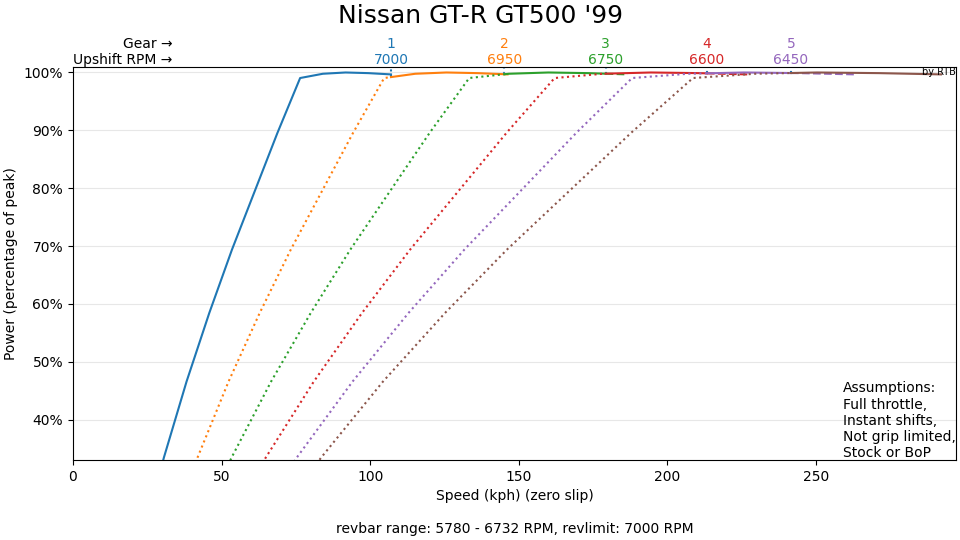 Nissan GT-R GT500 '99
Gear → 1 2 3 4 5
Upshift RPM → 7000 6950 6750 6600 6450
by RTB
100%
90%
80%
70%
60%
50%
40%
Power (percentage of peak)
Assumptions:
Full throttle,
Instant shifts,
Not grip limited,
Stock or BoP
0 50 100 150 200 250
Speed (kph) (zero slip)
revbar range: 5780 - 6732 RPM, revlimit: 7000 RPM